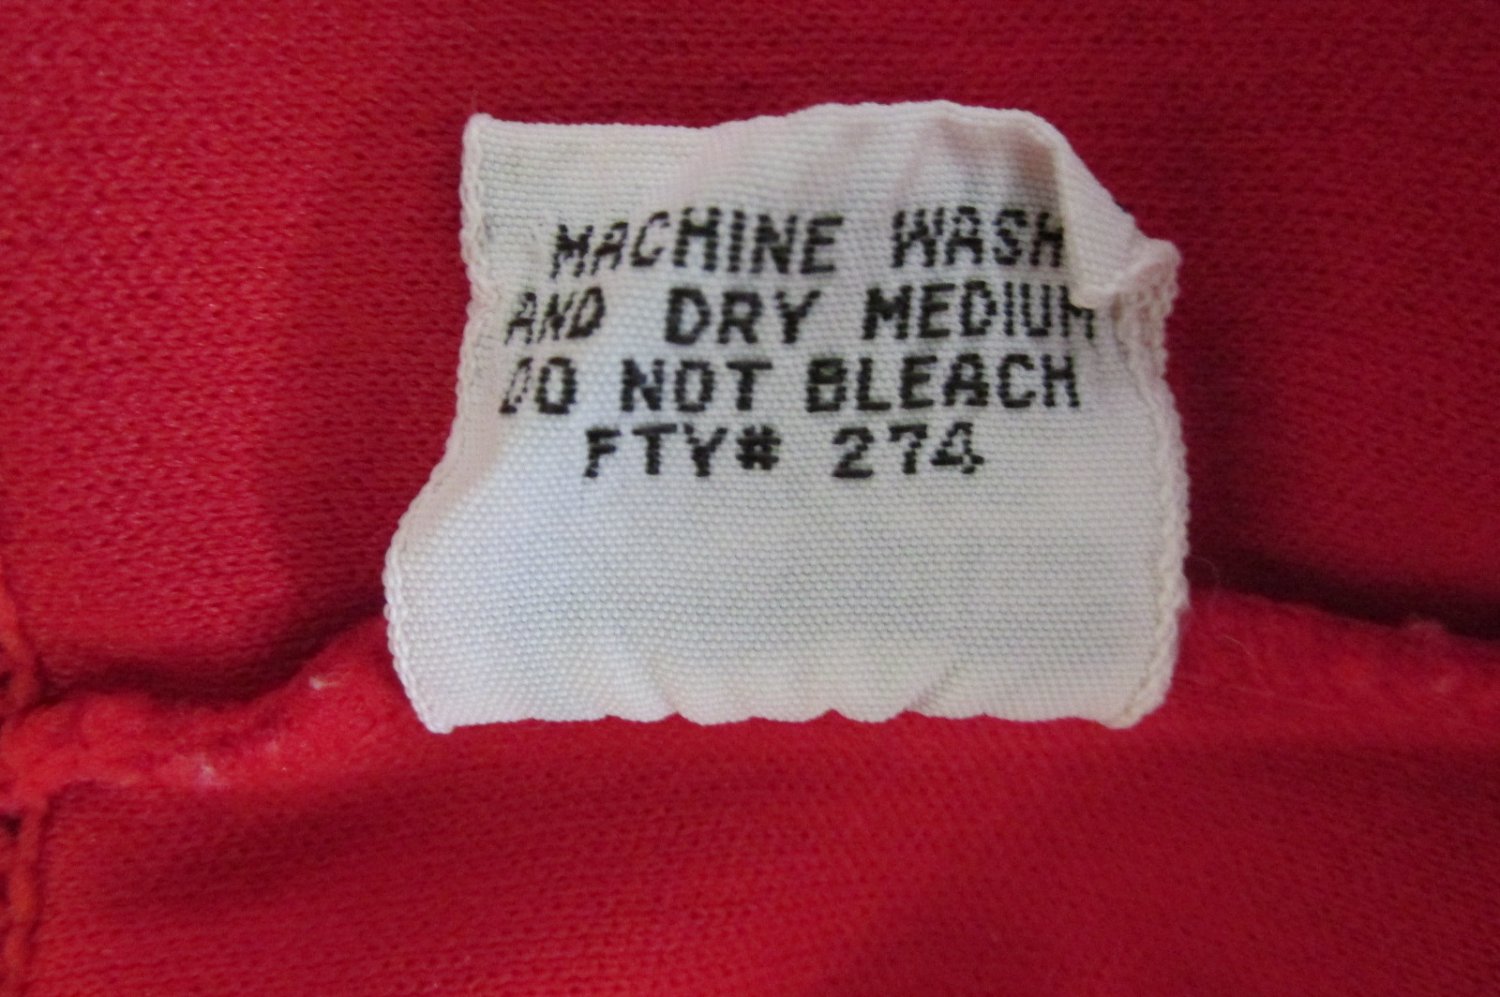 MACHINE WASH
AND DRY MEDIUM
DO NOT BLEACH
FTY# 274